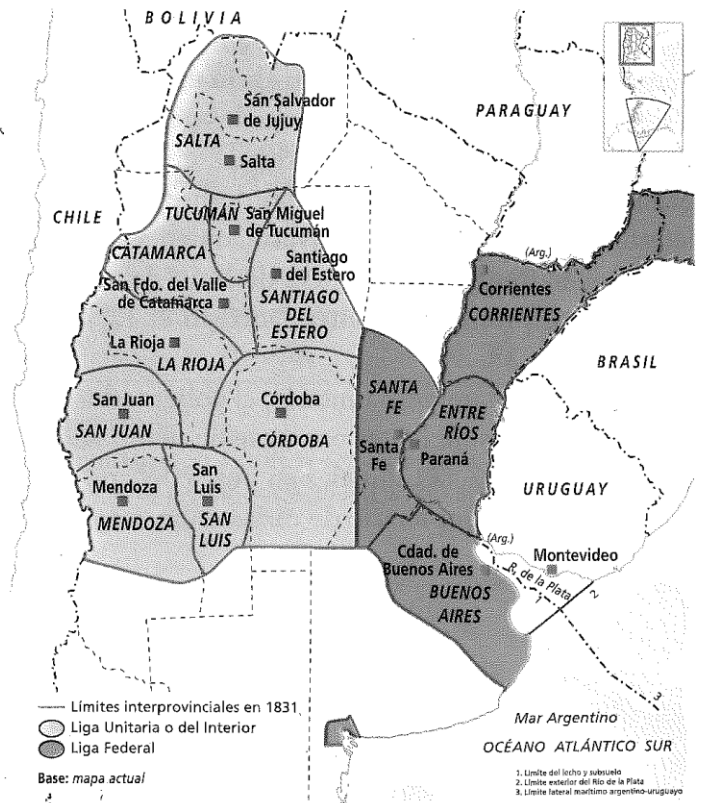 BOLIVIA
PARAGUAY
San Salvador
de Jujuy
SALTA
Salta
CHILE
TUCUMÁN
San Miguel
de Tucumán
CATAMARCA
Santiago
del Estero
San Fdo. del Valle
de Catamarca
SANTIAGO
DEL
ESTERO
(Arg.)
Corrientes
CORRIENTES
La Rioja
LA RIOJA
BRASIL
San Juan
SAN JUAN
Córdoba
CÓRDOBA
SANTA
FE
Santa
Fe
ENTRE
RÍOS
Paraná
Mendoza
MENDOZA
San
Luis
SAN
LUIS
URUGUAY
(Arg.)
Montevideo
Cdad. de
Buenos Aires
BUENOS
AIRES
R. de la Plata
1
2
3
Límites interprovinciales en 1831
Liga Unitaria o del Interior
Liga Federal
Base: mapa actual
Mar Argentino
OCÉANO ATLÁNTICO SUR
1. Límite del lecho y subsuelo
2. Límite exterior del Río de la Plata
3. Límite lateral marítimo argentino-uruguayo